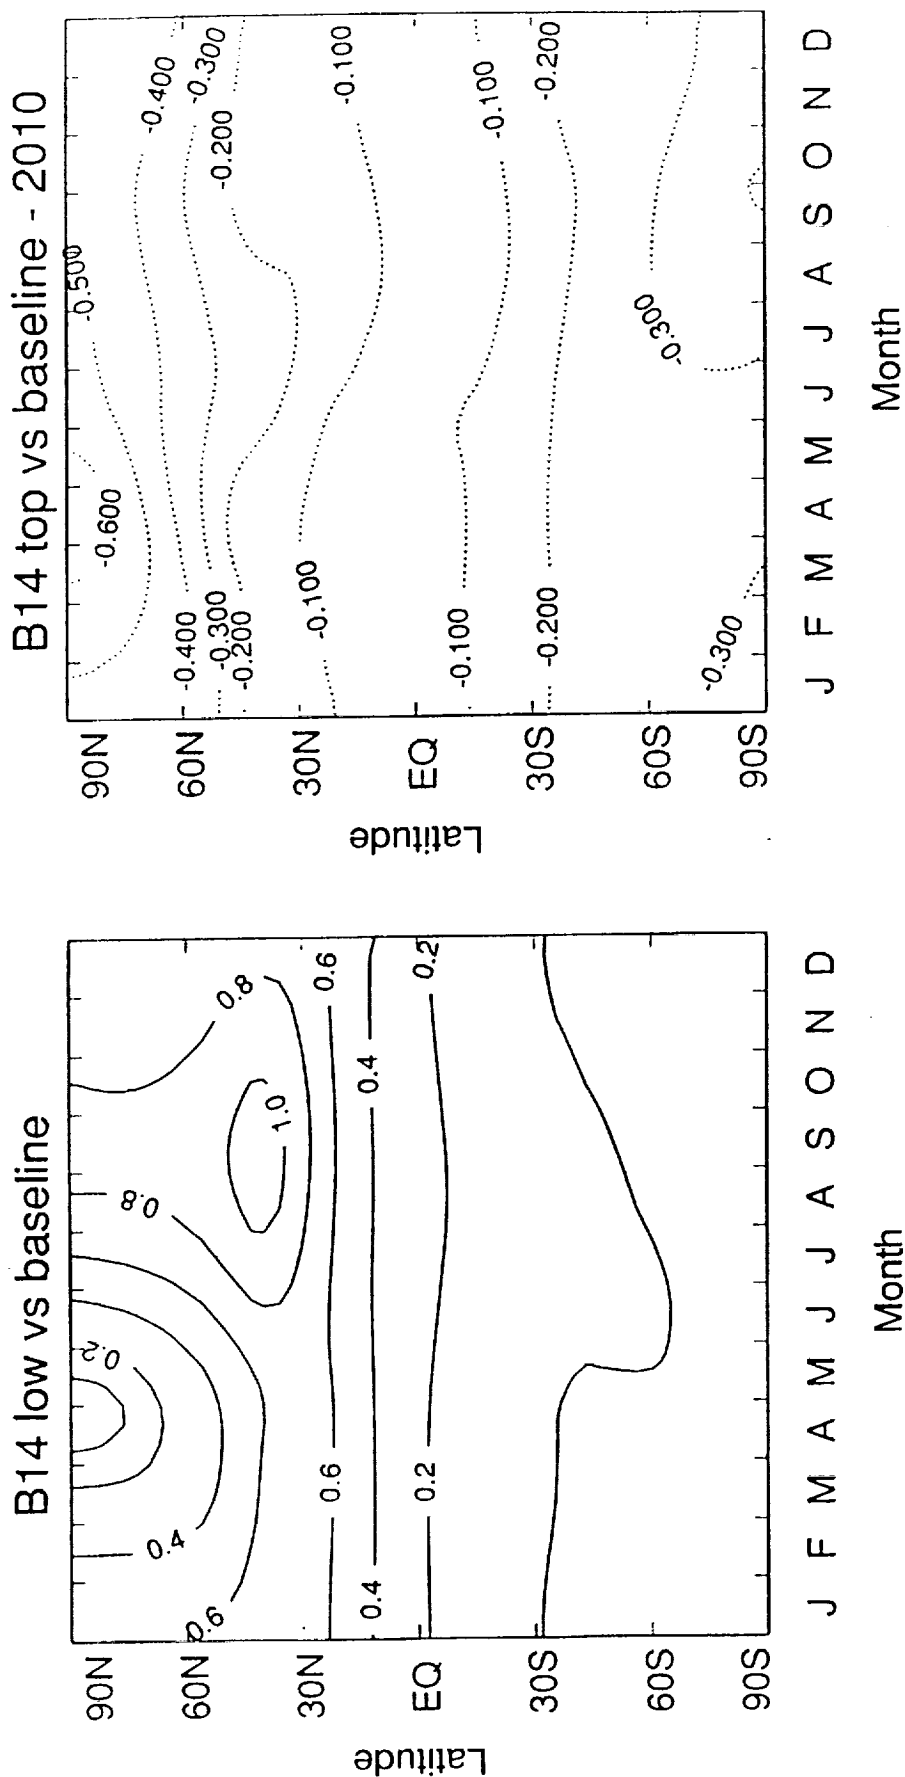 B14 low vs baseline
90N
60N
30N
EQ
30S
60S
90S
Latitude
0.2
0.4
0.6
0.8
1.0
0.8
0.6
0.6
0.4
0.4
0.2
0.2
J F M A M J J A S O N D
Month
B14 top vs baseline - 2010
90N
60N
30N
EQ
30S
60S
90S
Latitude
-0.500
-0.600
-0.400
-0.400
-0.300
-0.300
-0.200
-0.200
-0.100
-0.100
-0.100
-0.100
-0.200
-0.200
-0.300
-0.300
J F M A M J J A S O N D
Month